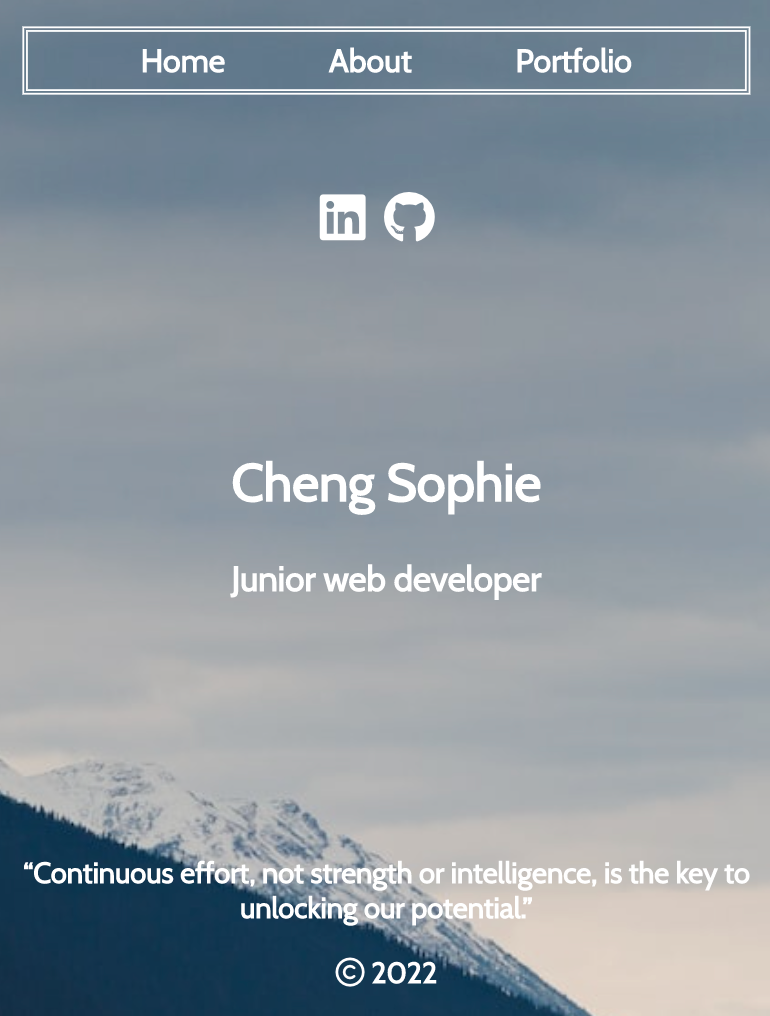 Home About Portfolio
in
Cheng Sophie
Junior web developer
“Continuous effort, not strength or intelligence, is the key to
unlocking our potential.”
© 2022